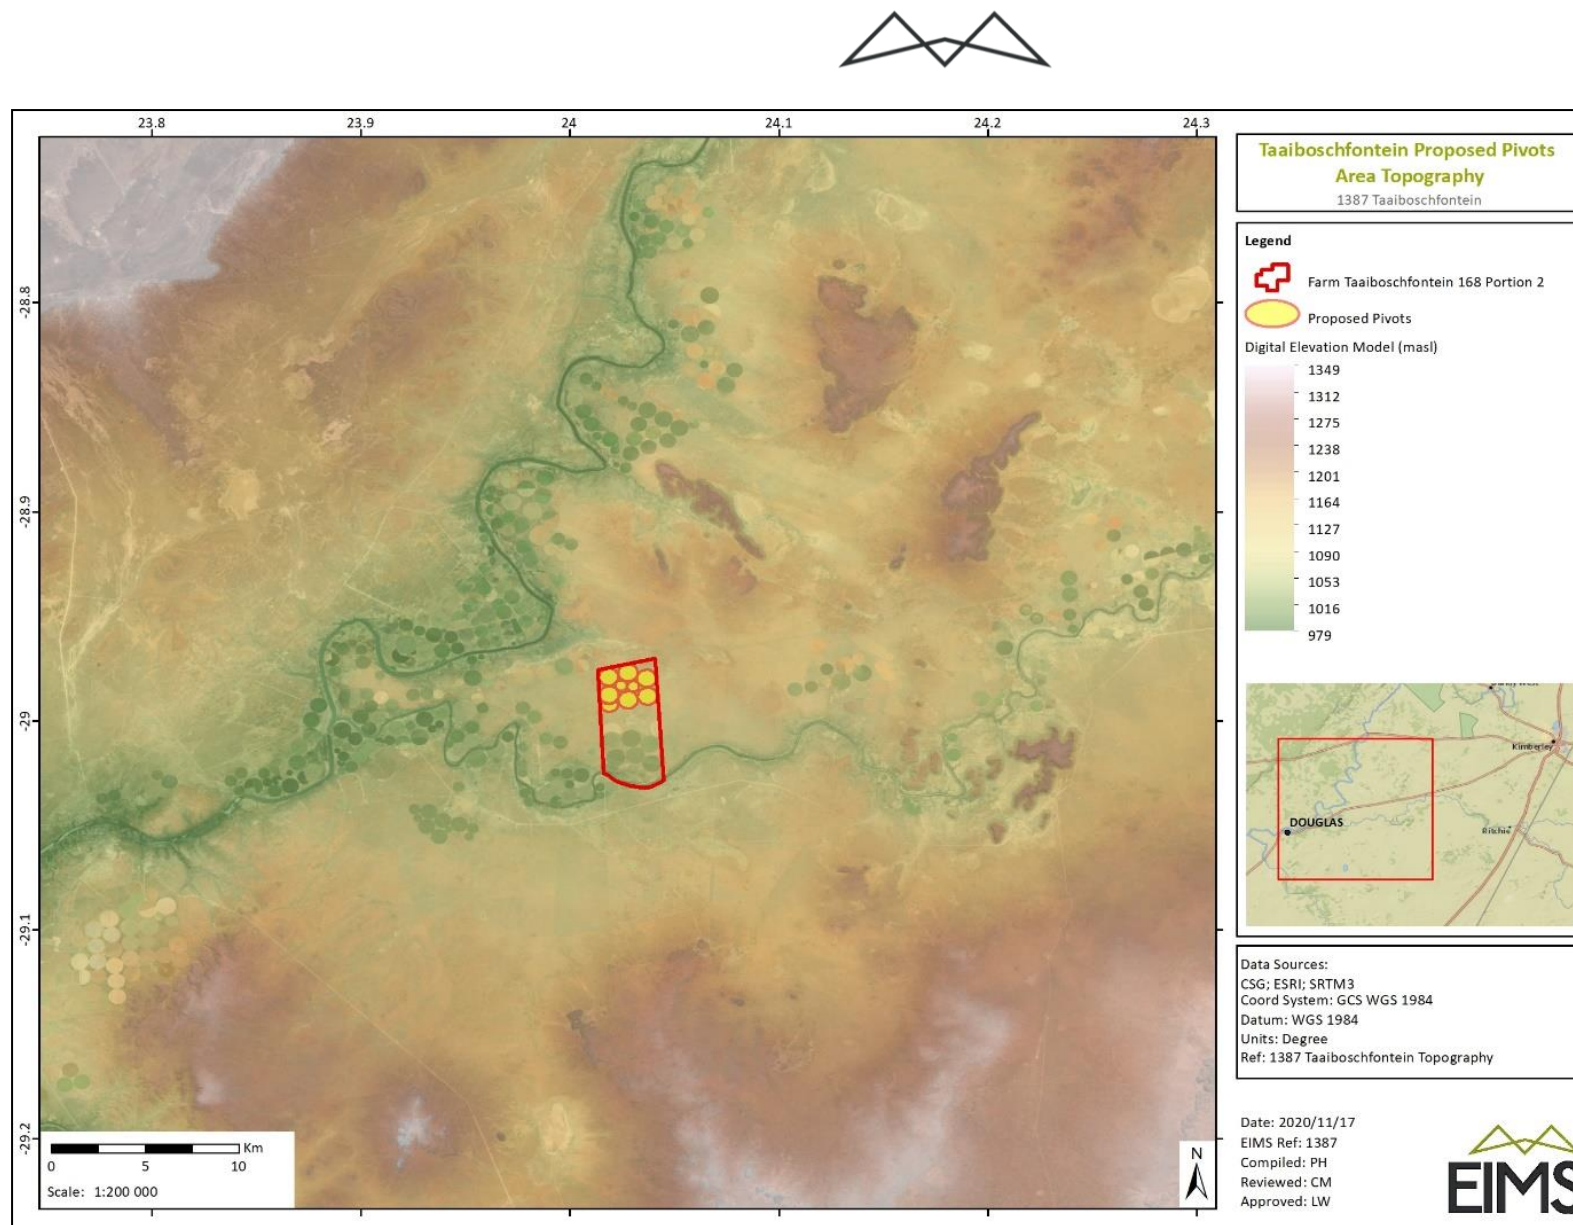 23.8 23.9 24 24.1 24.2 24.3
-28.8
-28.9
-29
-29.1
-29.2
Km
0 5 10
Scale: 1:200 000
N
Taaiboschfontein Proposed Pivots
Area Topography
1387 Taaiboschfontein
Legend
Farm Taaiboschfontein 168 Portion 2
Proposed Pivots
Digital Elevation Model (masl)
1349
1312
1275
1238
1201
1164
1127
1090
1053
1016
979
Kimberley
DOUGLAS
Ritchie
Data Sources:
CSG; ESRI; SRTM3
Coord System: GCS WGS 1984
Datum: WGS 1984
Units: Degree
Ref: 1387 Taaiboschfontein Topography
Date: 2020/11/17
EIMS Ref: 1387
Compiled: PH
Reviewed: CM
Approved: LW
EIMS